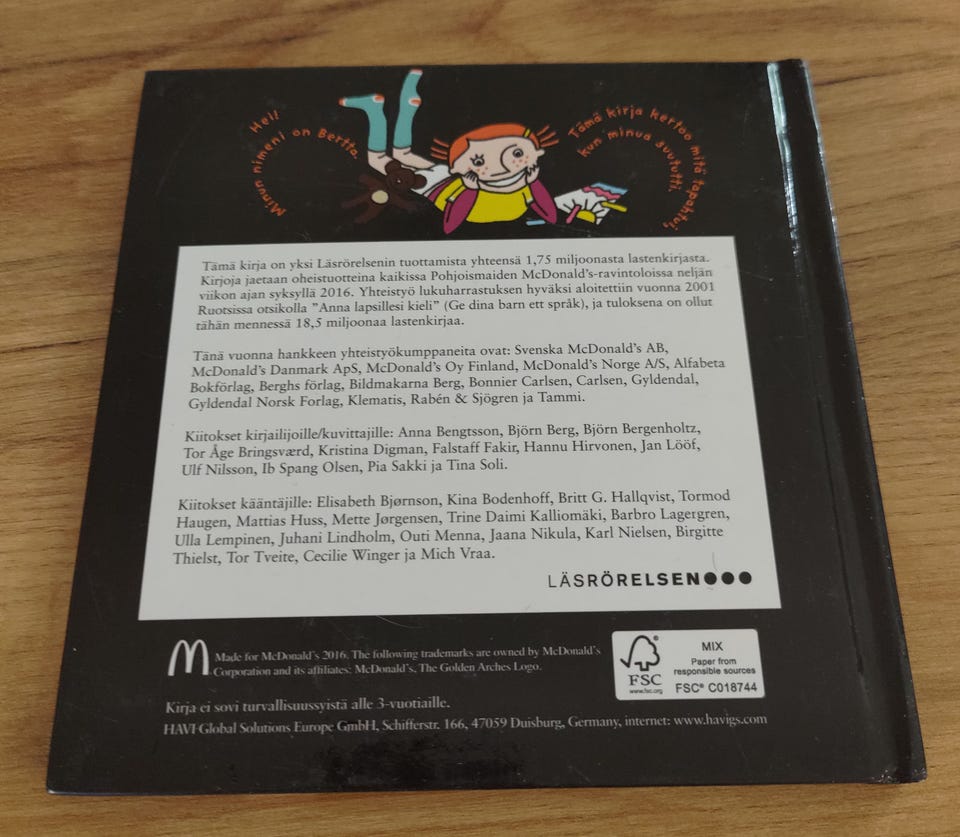 Hei!
Minun nimeni on Bertta.
Tämä kirja kertoo mitä tapahtui,
kun minua suututti.
Tämä kirja on yksi Läsrörelsenin tuottamista yhteensä 1,75 miljoonasta lastenkirjasta.
Kirjoja jaetaan oheistuotteina kaikissa Pohjoismaiden McDonald's-ravintoloissa neljän
viikon ajan syksyllä 2016. Yhteistyö lukuharrastuksen hyväksi aloitettiin vuonna 2001
Ruotsissa otsikolla "Anna lapsillesi kieli" (Ge dina barn ett språk), ja tuloksena on ollut
tähän mennessä 18,5 miljoonaa lastenkirjaa.
Tänä vuonna hankkeen yhteistyökumppaneita ovat: Svenska McDonald's AB,
McDonald's Danmark ApS, McDonald's Oy Finland, McDonald's Norge A/S, Alfabeta
Bokförlag, Berghs förlag, Bildmakarna Berg, Bonnier Carlsen, Carlsen, Gyldendal,
Gyldendal Norsk Forlag, Klematis, Rabén & Sjögren ja Tammi.
Kiitokset kirjailijoille/kuvittajille: Anna Bengtsson, Björn Berg, Björn Bergenholtz,
Tor Åge Bringsværd, Kristina Digman, Falstaff Fakir, Hannu Hirvonen, Jan Lööf,
Ulf Nilsson, Ib Spang Olsen, Pia Sakki ja Tina Soli.
Kiitokset kääntäjille: Elisabeth Bjørnson, Kina Bodenhoff, Britt G. Hallqvist, Tormod
Haugen, Mattias Huss, Mette Jørgensen, Trine Daimi Kalliomäki, Barbro Lagergren,
Ulla Lempinen, Juhani Lindholm, Outi Menna, Jaana Nikula, Karl Nielsen, Birgitte
Thielst, Tor Tveite, Cecilie Winger ja Mich Vraa.
LÄSRÖRELSEN
Made for McDonald's 2016. The following trademarks are owned by McDonald's
Corporation and its affiliates: McDonald's, The Golden Arches Logo.
FSC
www.fsc.org
MIX
Paper from
responsible sources
FSC® C018744
Kirja ei sovi turvallisuussyistä alle 3-vuotiaille.
HAVI Global Solutions Europe GmbH, Schifferstr. 166, 47059 Duisburg, Germany, internet: www.havigs.com